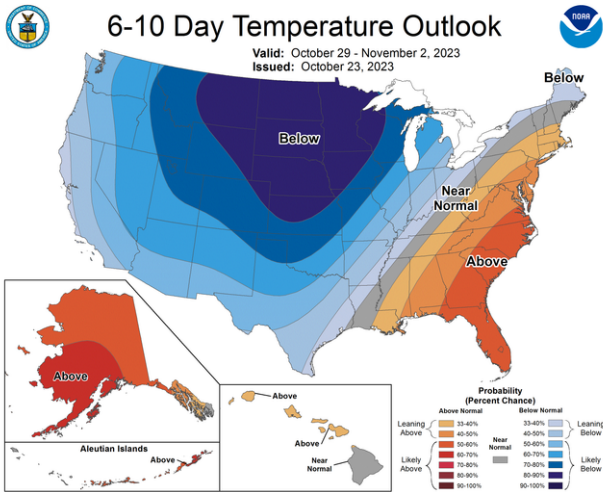 6-10 Day Temperature Outlook
NOAA
Valid: October 29 - November 2, 2023
Issued: October 23, 2023
Below
Below
Near
Normal
Above
Above
Aleutian Islands
Above
Above
Above
Near
Normal
Probability
(Percent Chance)
Above Normal
Below Normal
Leaning
Above
Likely
Above
33-40%
40-50%
50-60%
60-70%
70-80%
80-90%
90-100%
Near
Normal
33-40%
40-50%
50-60%
60-70%
70-80%
80-90%
90-100%
Leaning
Below
Likely
Below